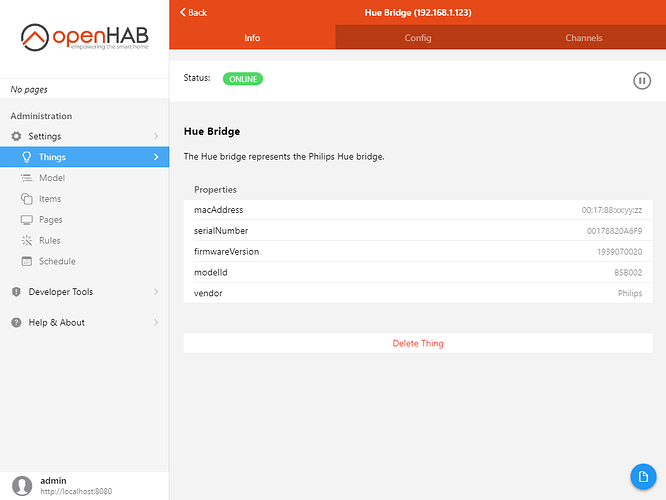 openHAB
empowering the smart home
No pages
Administration
Settings
Things
Model
Items
Pages
Rules
Schedule
Developer Tools
Help & About
admin
http://localhost:8080
Back
Hue Bridge (192.168.1.123)
Info
Config
Channels
Status:
ONLINE
Hue Bridge
The Hue bridge represents the Philips Hue bridge.
Properties
macAddress 00:17:88:xx:yy:zz
serialNumber 00178820A6F9
firmwareVersion 1939070020
modelId BSB002
vendor Philips
Delete Thing